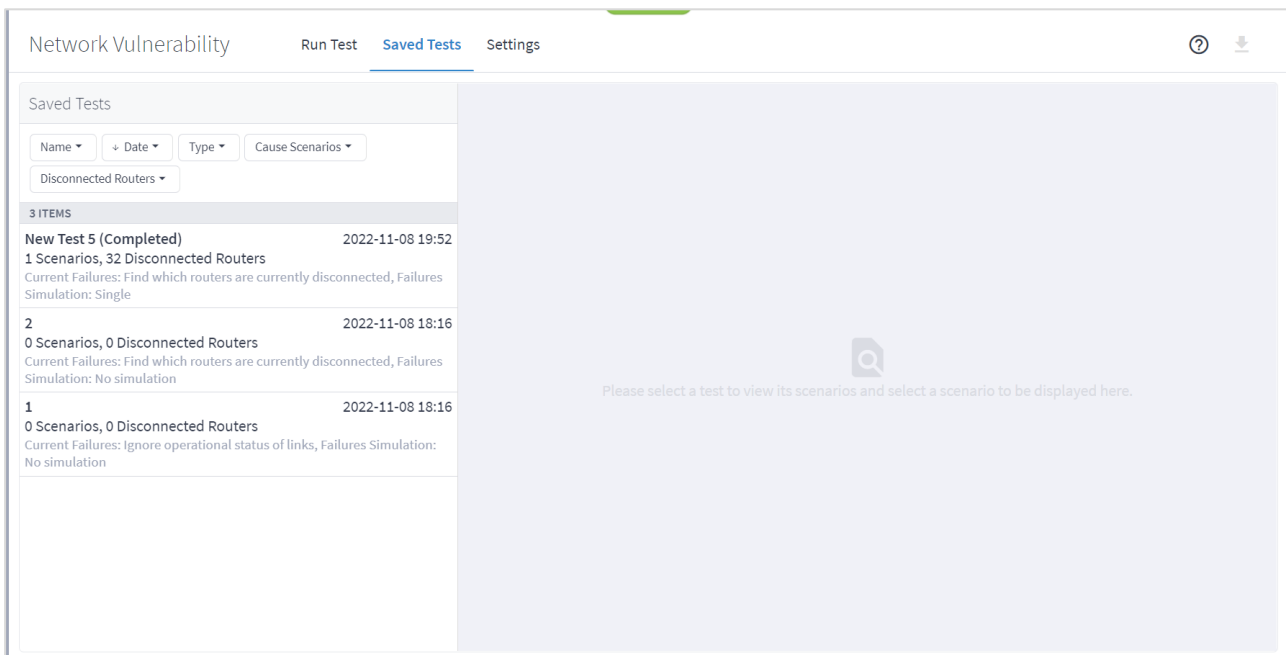 Network Vulnerability Run Test Saved Tests Settings
Saved Tests
Name ↓ Date Type Cause Scenarios
Disconnected Routers
3 ITEMS
New Test 5 (Completed) 2022-11-08 19:52
1 Scenarios, 32 Disconnected Routers
Current Failures: Find which routers are currently disconnected, Failures
Simulation: Single
2 2022-11-08 18:16
0 Scenarios, 0 Disconnected Routers
Current Failures: Find which routers are currently disconnected, Failures
Simulation: No simulation
1 2022-11-08 18:16
0 Scenarios, 0 Disconnected Routers
Current Failures: Ignore operational status of links, Failures Simulation:
No simulation
Please select a test to view its scenarios and select a scenario to be displayed here.